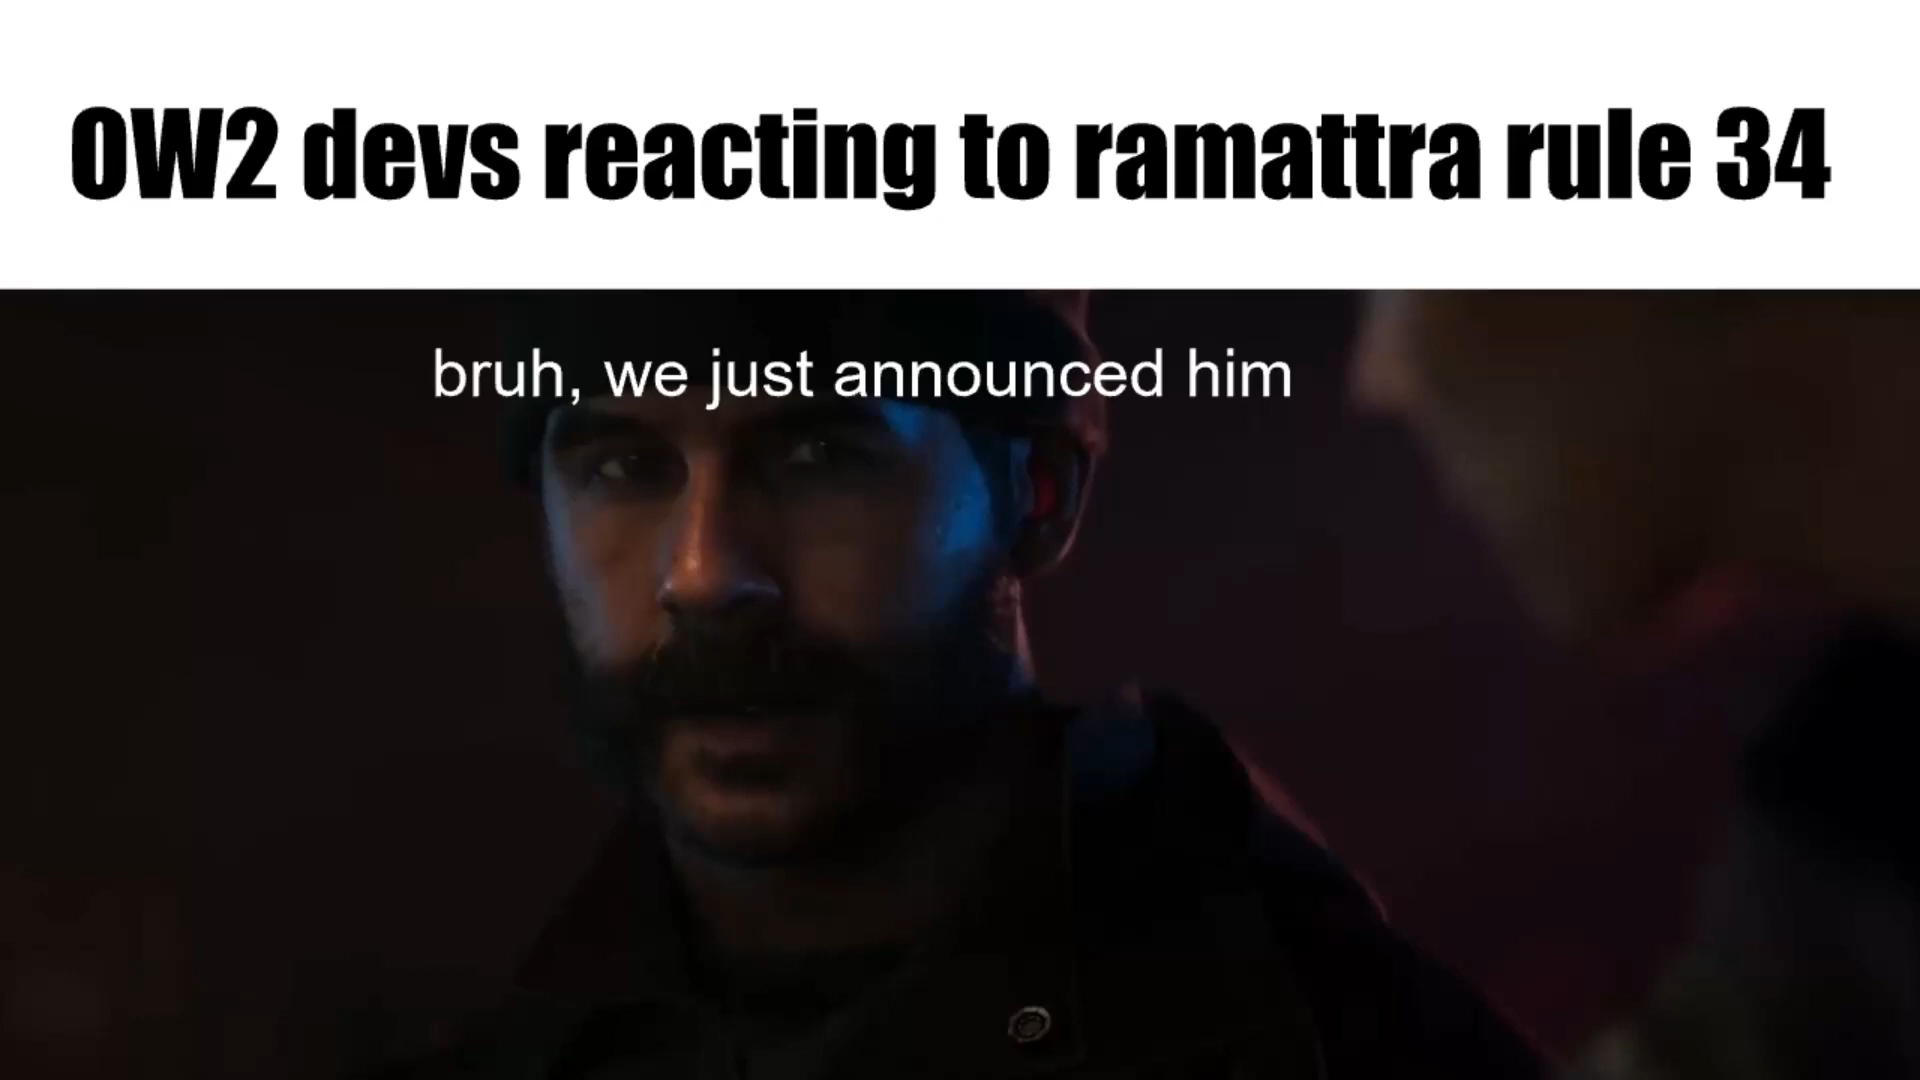 OW2 devs reacting to ramattra rule 34
bruh, we just announced him